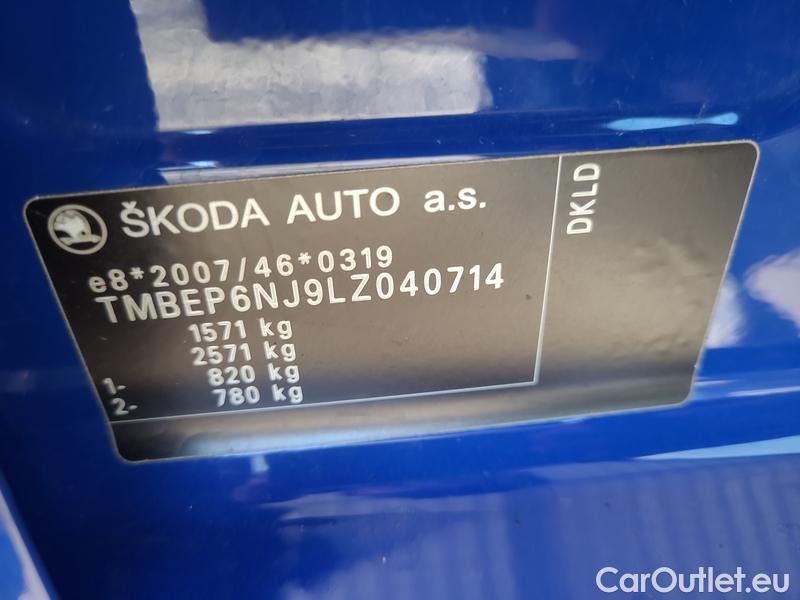 ŠKODA AUTO a.s.
e8*2007/46*0319
TMBEP6NJ9LZ040714
1571 kg
2571 kg
1- 820 kg
2- 780 kg
DKLD
CarOutlet.eu